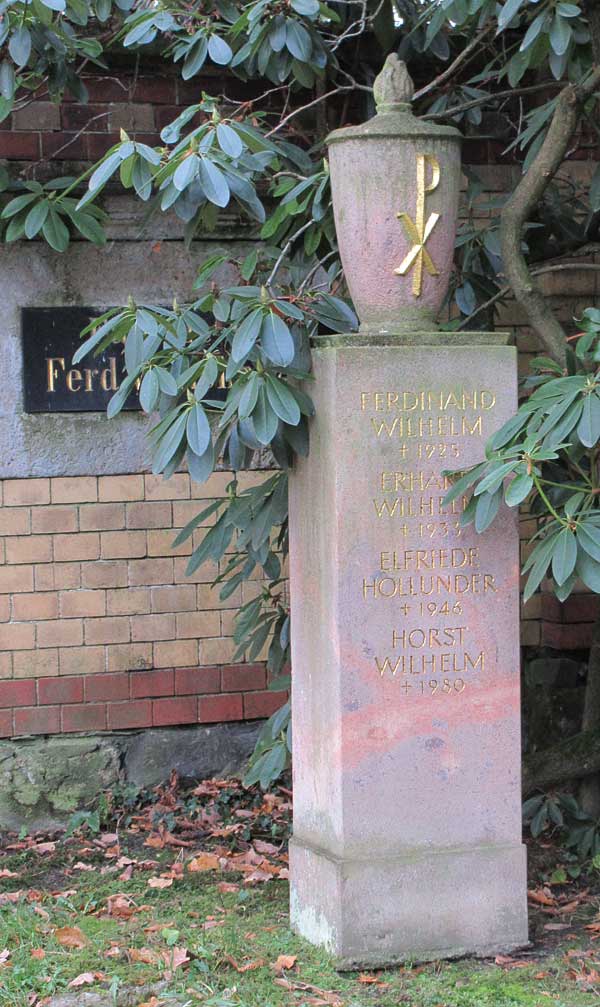 Ferd
FERDINAND
WILHELM
+ 1925
WILHELM
+ 1933
ELFRIEDE
HOLLUNDER
+ 1946
HORST
WILHELM
+ 1980